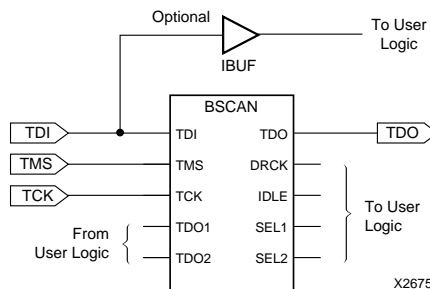 Optional
To User
Logic
IBUF
BSCAN
TDI
TDI
TDO
TDO
TMS
TMS
DRCK
TCK
TCK
IDLE
To User
Logic
From
User Logic
TDO1
SEL1
TDO2
SEL2
X2675